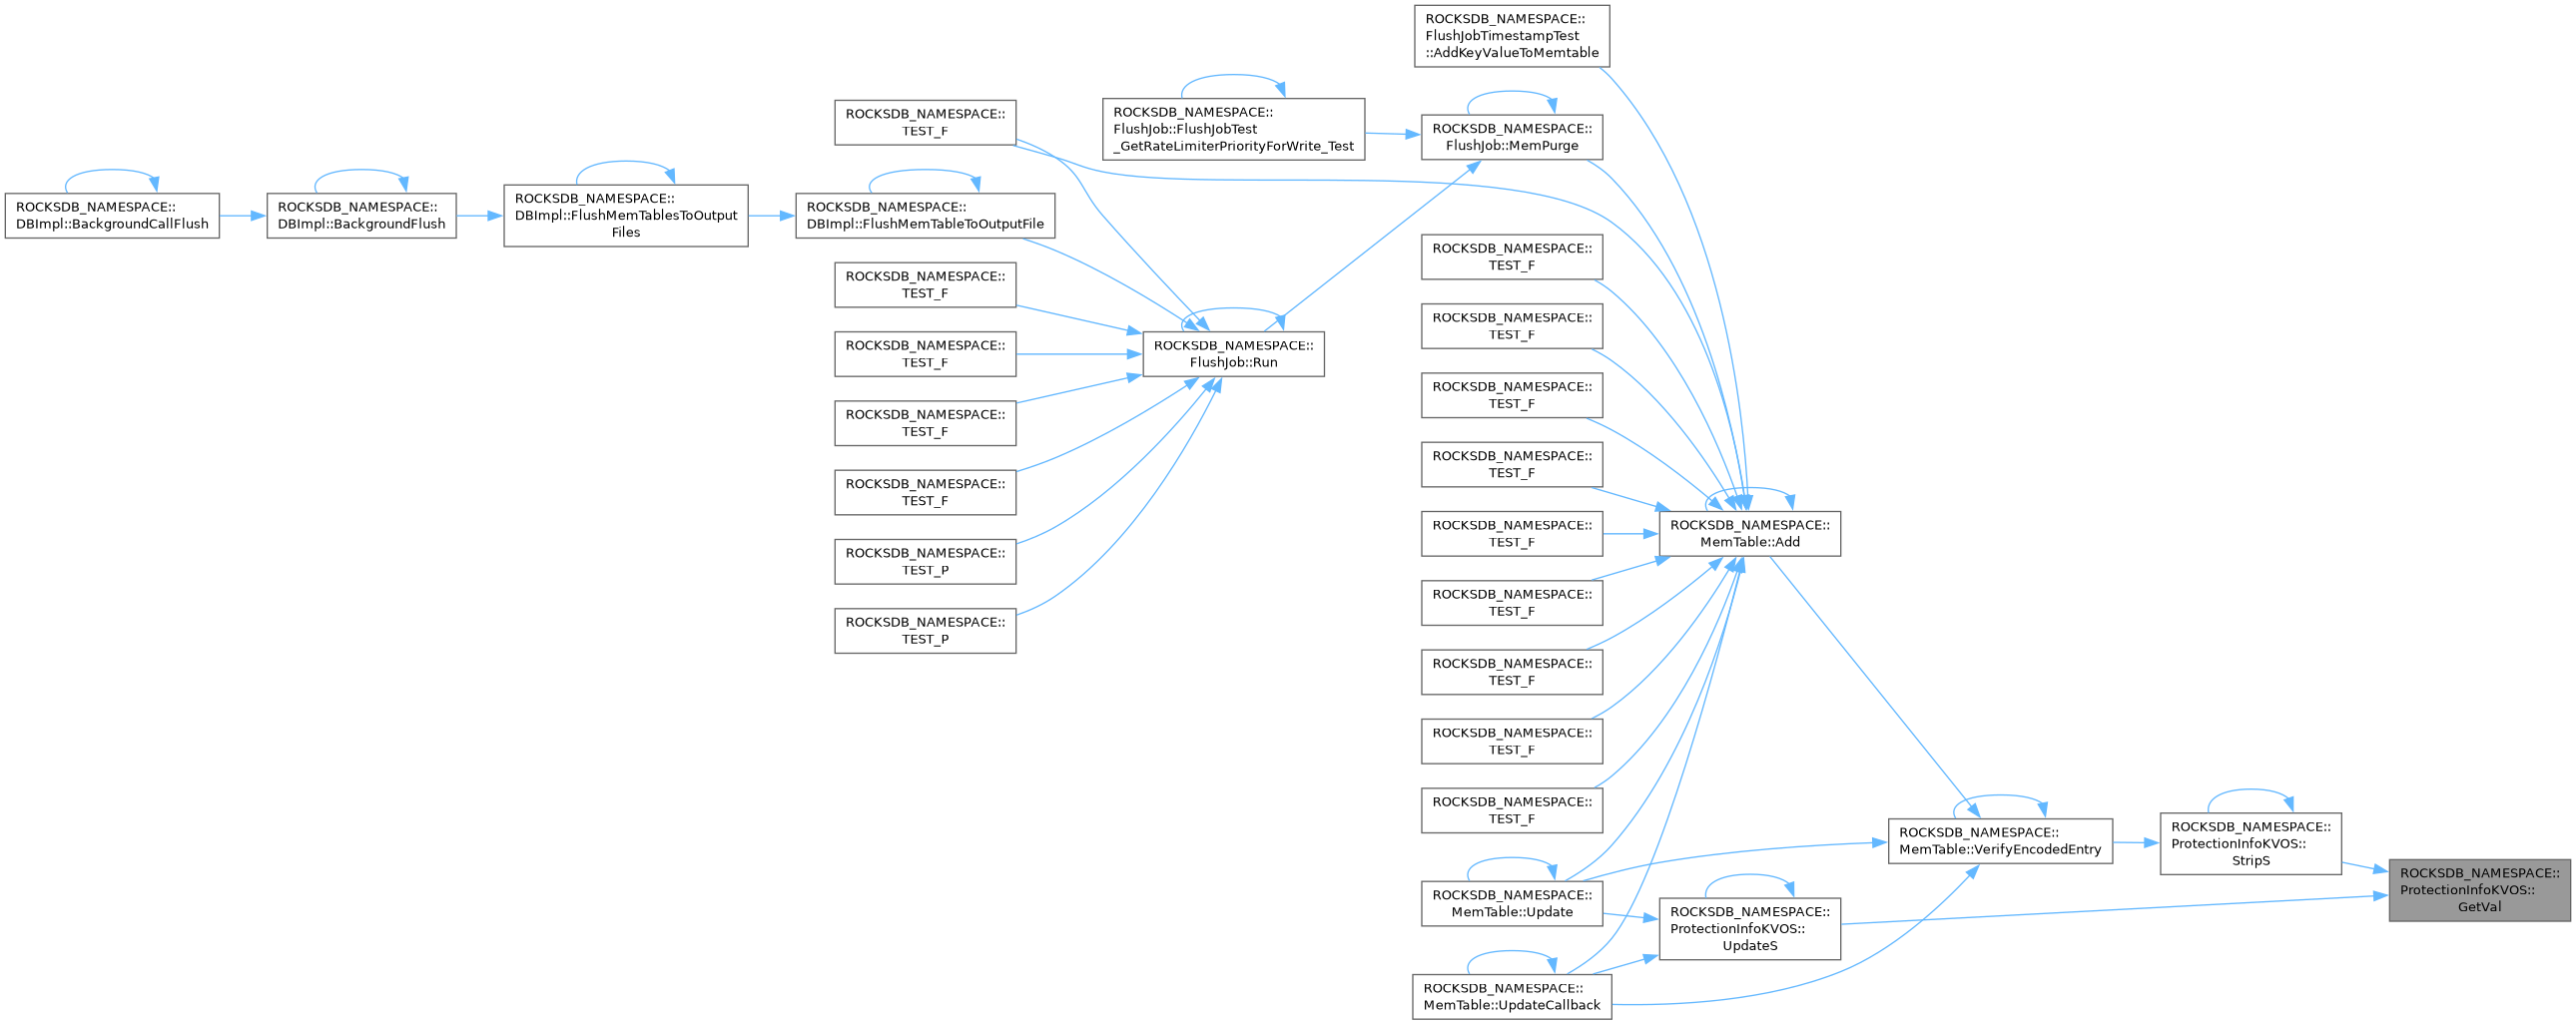 ROCKSDB_NAMESPACE::
FlushJobTimestampTest
::AddKeyValueToMemtable
ROCKSDB_NAMESPACE::
TEST_F
ROCKSDB_NAMESPACE::
FlushJob::FlushJobTest
_GetRateLimiterPriorityForWrite_Test
ROCKSDB_NAMESPACE::
FlushJob::MemPurge
ROCKSDB_NAMESPACE::
DBImpl::BackgroundCallFlush
ROCKSDB_NAMESPACE::
DBImpl::BackgroundFlush
ROCKSDB_NAMESPACE::
DBImpl::FlushMemTablesToOutput
Files
ROCKSDB_NAMESPACE::
DBImpl::FlushMemTableToOutputFile
ROCKSDB_NAMESPACE::
TEST_F
ROCKSDB_NAMESPACE::
TEST_F
ROCKSDB_NAMESPACE::
TEST_F
ROCKSDB_NAMESPACE::
TEST_F
ROCKSDB_NAMESPACE::
TEST_P
ROCKSDB_NAMESPACE::
TEST_P
ROCKSDB_NAMESPACE::
FlushJob::Run
ROCKSDB_NAMESPACE::
TEST_F
ROCKSDB_NAMESPACE::
TEST_F
ROCKSDB_NAMESPACE::
TEST_F
ROCKSDB_NAMESPACE::
TEST_F
ROCKSDB_NAMESPACE::
TEST_F
ROCKSDB_NAMESPACE::
TEST_F
ROCKSDB_NAMESPACE::
TEST_F
ROCKSDB_NAMESPACE::
TEST_F
ROCKSDB_NAMESPACE::
TEST_F
ROCKSDB_NAMESPACE::
MemTable::Update
ROCKSDB_NAMESPACE::
MemTable::UpdateCallback
ROCKSDB_NAMESPACE::
MemTable::Add
ROCKSDB_NAMESPACE::
ProtectionInfoKVOS::
UpdateS
ROCKSDB_NAMESPACE::
MemTable::VerifyEncodedEntry
ROCKSDB_NAMESPACE::
ProtectionInfoKVOS::
StripS
ROCKSDB_NAMESPACE::
ProtectionInfoKVOS::
GetVal